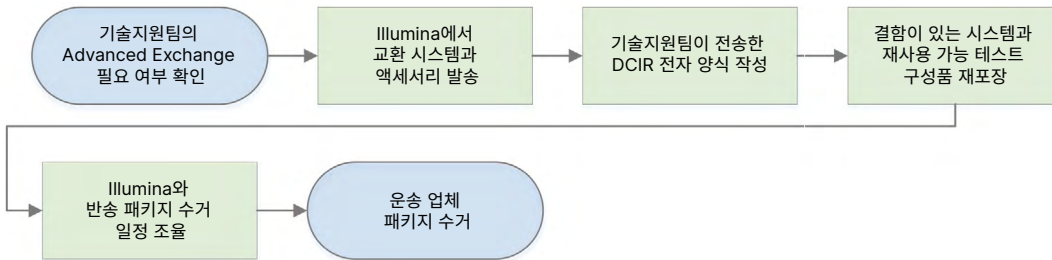 기술지원팀의
Advanced Exchange
필요 여부 확인
Illumina에서
교환 시스템과
액세서리 발송
기술지원팀이 전송한
DCIR 전자 양식 작성
결함이 있는 시스템과
재사용 가능 테스트
구성품 재포장
Illumina와
반송 패키지 수거
일정 조율
운송 업체
패키지 수거